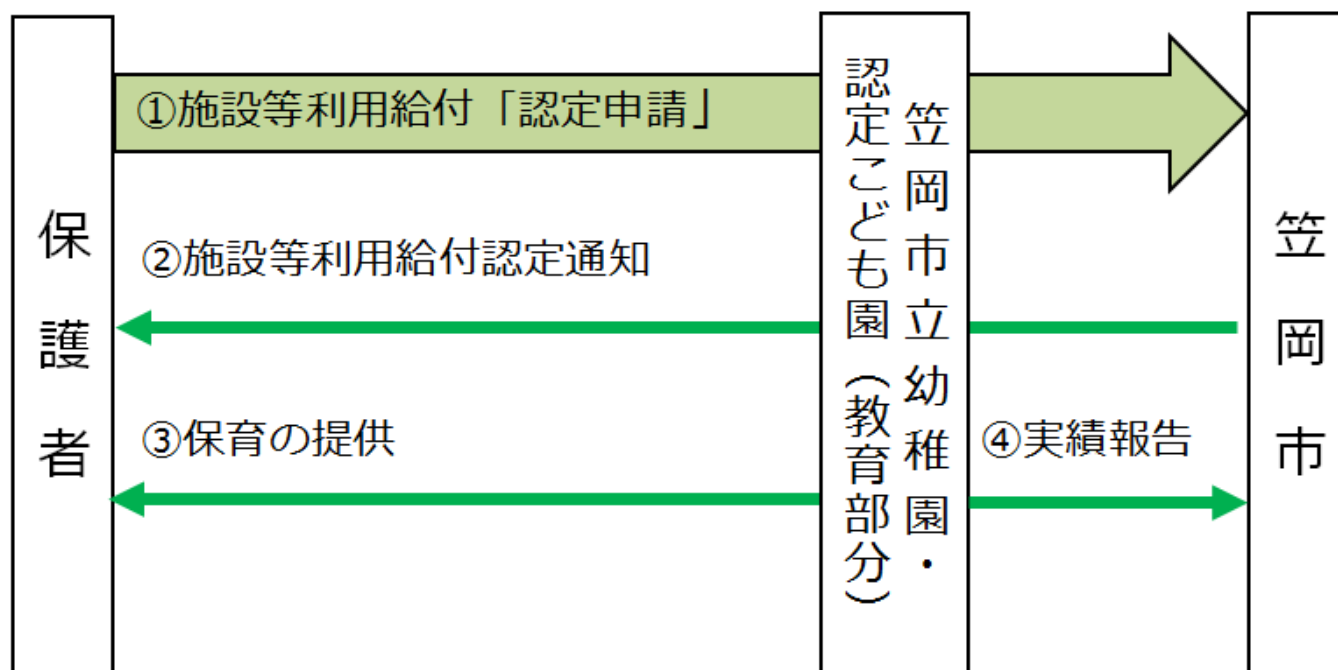 保護者
①施設等利用給付「認定申請」
②施設等利用給付認定通知
③保育の提供
笠岡市立幼稚園・
認定こども園(教育部分)
④実績報告
笠岡市